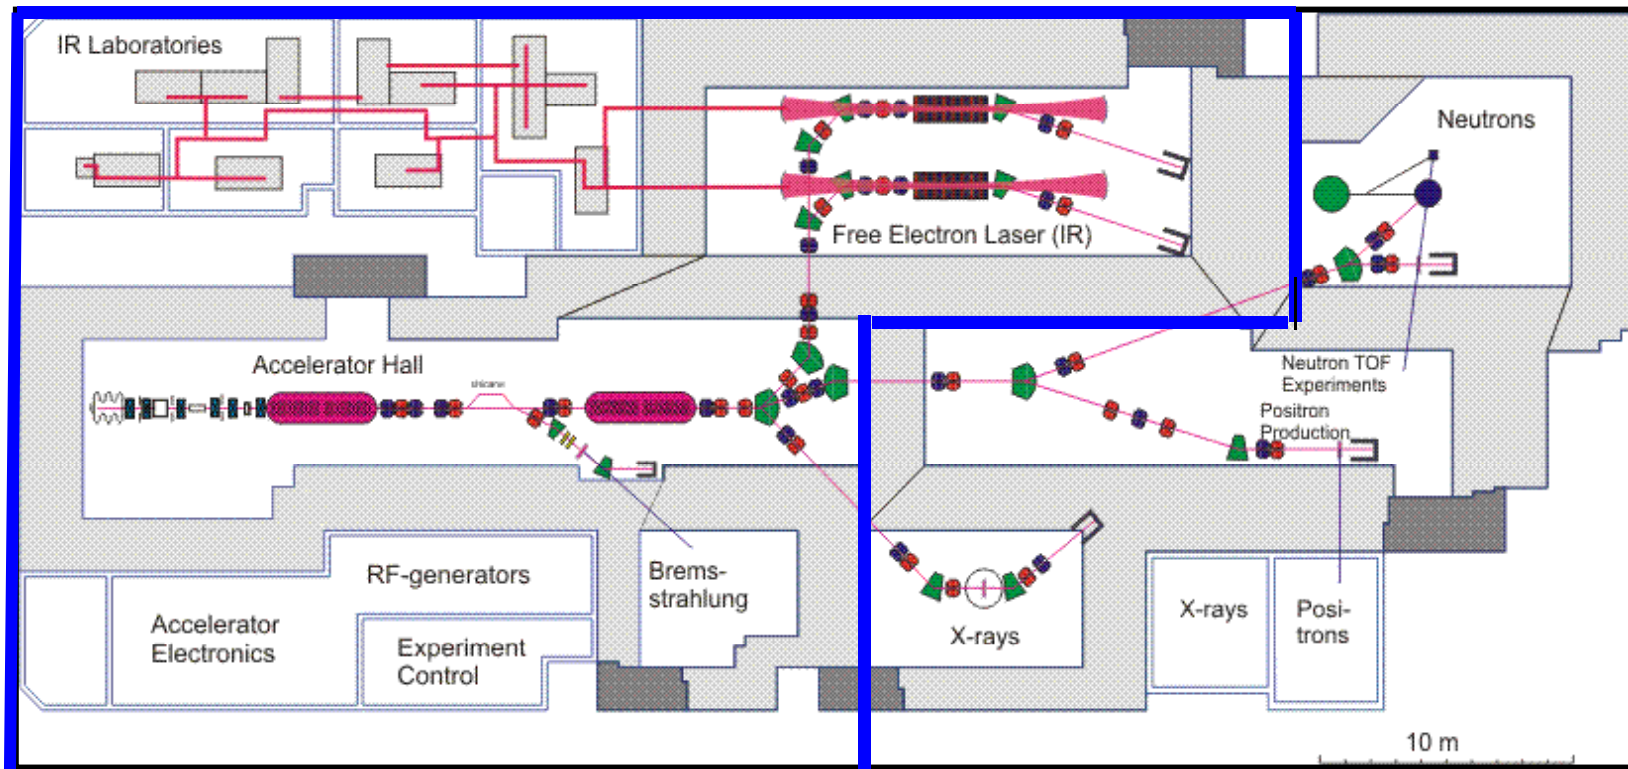 IR Laboratories
Neutrons
Free Electron Laser (IR)
Accelerator Hall
chicane
Neutron TOF
Experiments
Positron
Production
RF-generators
Brems-
strahlung
Accelerator
Electronics
Experiment
Control
X-rays
X-rays
Posi-
trons
10 m